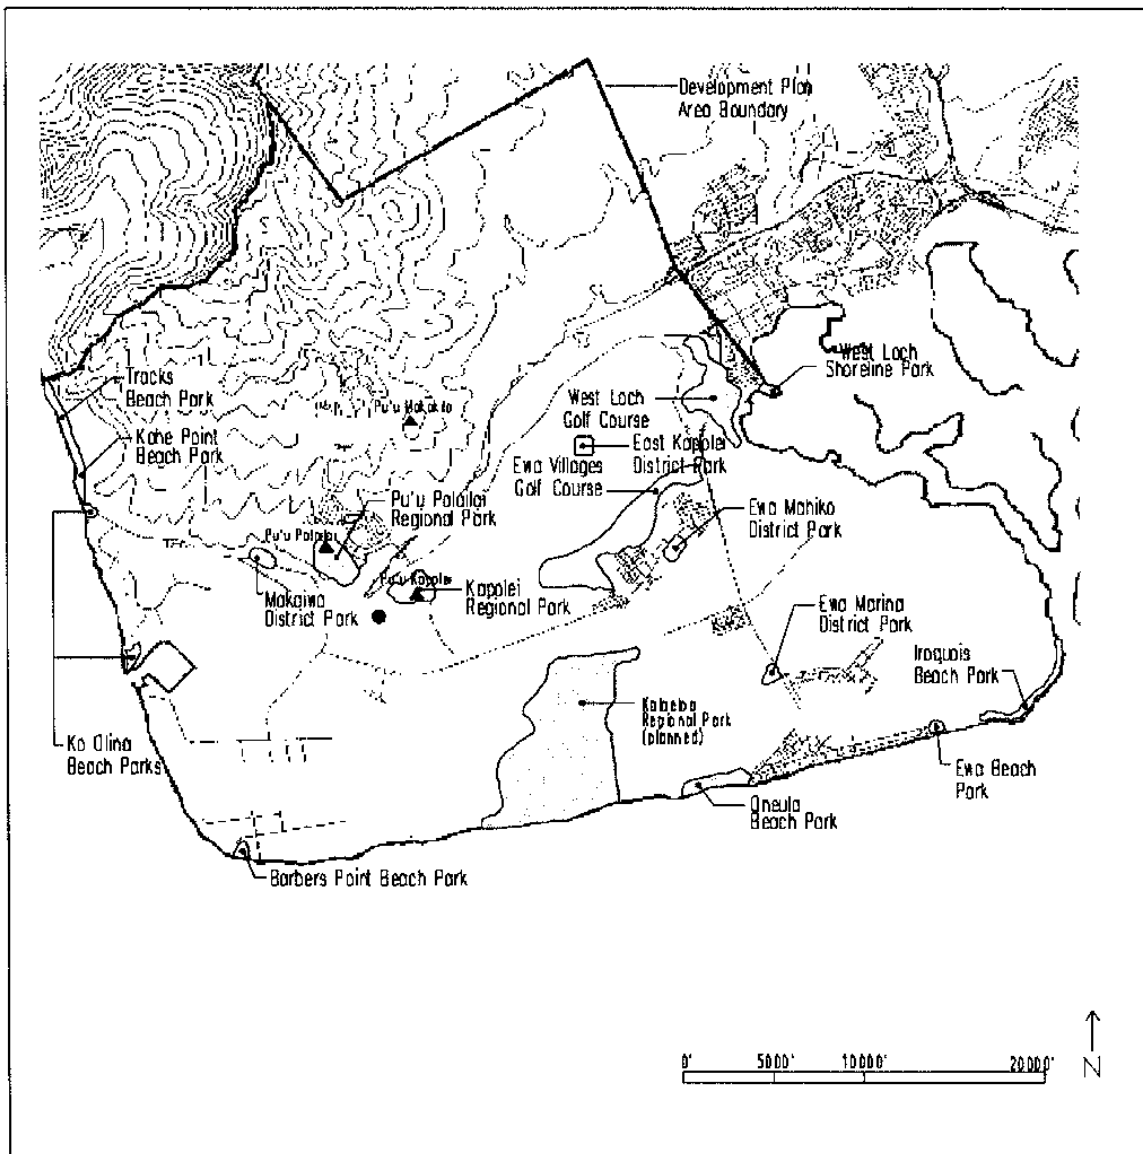 Development Plan
Area Boundary
West Loch
Shoreline Park
Tracks
Beach Park
Pu'u Makakilo
West Loch
Golf Course
Kahe Point
Beach Park
East Kapolei
District Park
Ewa Villages
Golf Course
Pu'u Palailai
Regional Park
Ewa Mahiko
District Park
Pu'u Palailai
Pu'u Kapolei
Kapolei
Regional Park
Makaiwa
District Park
Ewa Marina
District Park
Iroquois
Beach Park
Kalaeloa
Regional Park
(planned)
Ko Olina
Beach Parks
Ewa Beach
Park
Oneula
Beach Park
Barbers Point Beach Park
0' 5000' 10000' 20000'
N